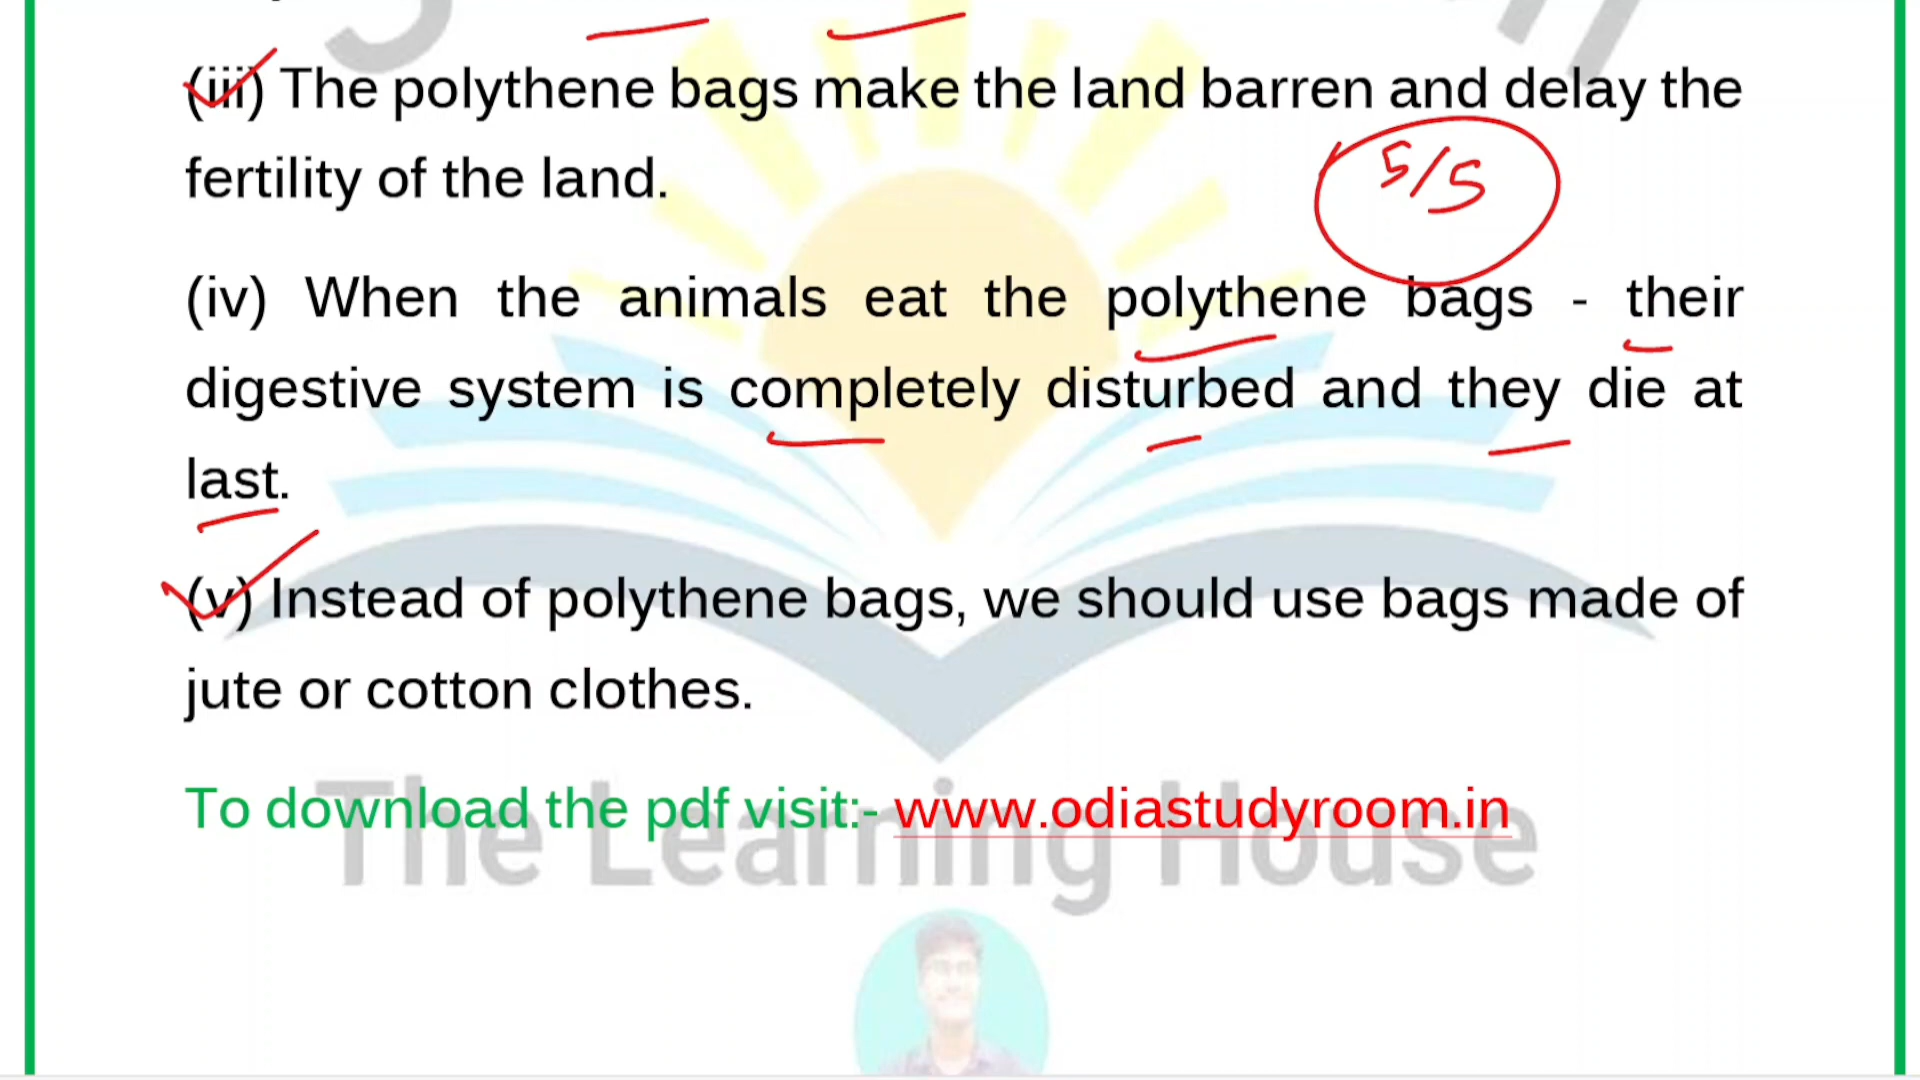 (iii) The polythene bags make the land barren and delay the
fertility of the land.
5/5
(iv) When the animals eat the polythene bags - their
digestive system is completely disturbed and they die at
last.
(v) Instead of polythene bags, we should use bags made of
jute or cotton clothes.
To download the pdf visit:- www.odiastudyroom.in
The Learning House